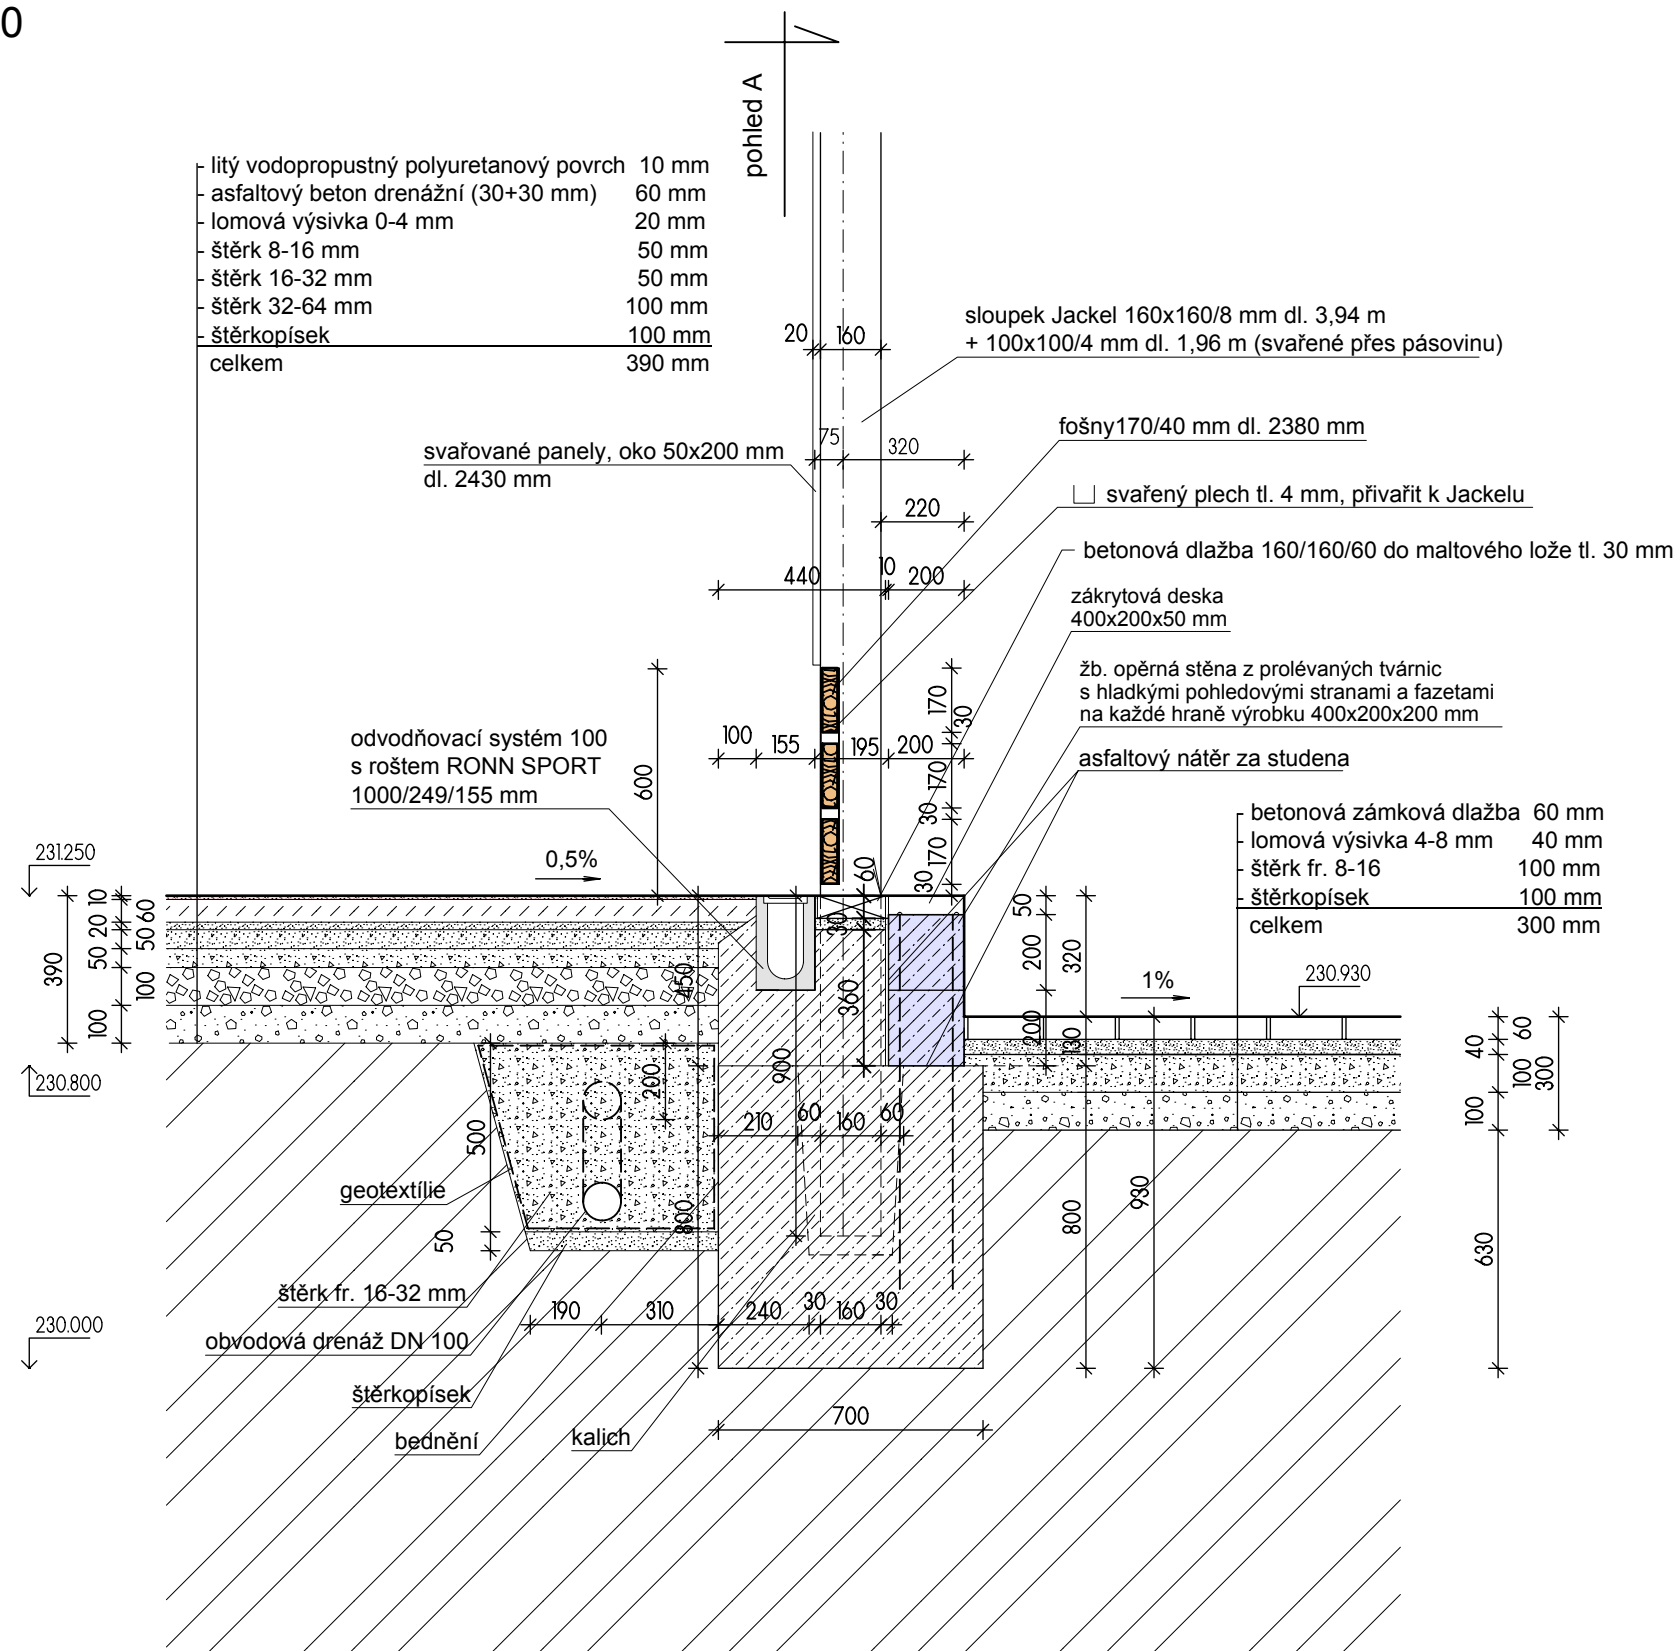 0
pohled A
litý vodopropustný polyuretanový povrch 10 mm
asfaltový beton drenážní (30+30 mm) 60 mm
lomová výsivka 0-4 mm 20 mm
štěrk 8-16 mm 50 mm
štěrk 16-32 mm 50 mm
štěrk 32-64 mm 100 mm
štěrkopísek 100 mm
celkem 390 mm
20 160
sloupek Jackel 160x160/8 mm dl. 3,94 m
+ 100x100/4 mm dl. 1,96 m (svařené přes pásovinu)
svařované panely, oko 50x200 mm
dl. 2430 mm
75 320
fošny170/40 mm dl. 2380 mm
220
svařený plech tl. 4 mm, přivařit k Jackelu
betonová dlažba 160/160/60 do maltového lože tl. 30 mm
440 10 200
zákrytová deska
400x200x50 mm
žb. opěrná stěna z prolévaných tvárnic
s hladkými pohledovými stranami a fazetami
na každé hraně výrobku 400x200x200 mm
asfaltový nátěr za studena
odvodňovací systém 100
s roštem RONN SPORT
1000/249/155 mm
600
100 155 195 200
170
30
170
30
170
30
60
betonová zámková dlažba 60 mm
lomová výsivka 4-8 mm 40 mm
štěrk fr. 8-16 100 mm
štěrkopísek 100 mm
celkem 300 mm
231.250
0,5%
390
10
60
20
50
50
100
100
230.800
230.000
30
450
360
900
800
50
200
200
320
130
1%
230.930
60
40
100
100
300
630
800
930
200
500
50
210 60 160 60
geotextílie
štěrk fr. 16-32 mm
190 310 240 30 160 30
obvodová drenáž DN 100
štěrkopísek
bednění
kalich
700